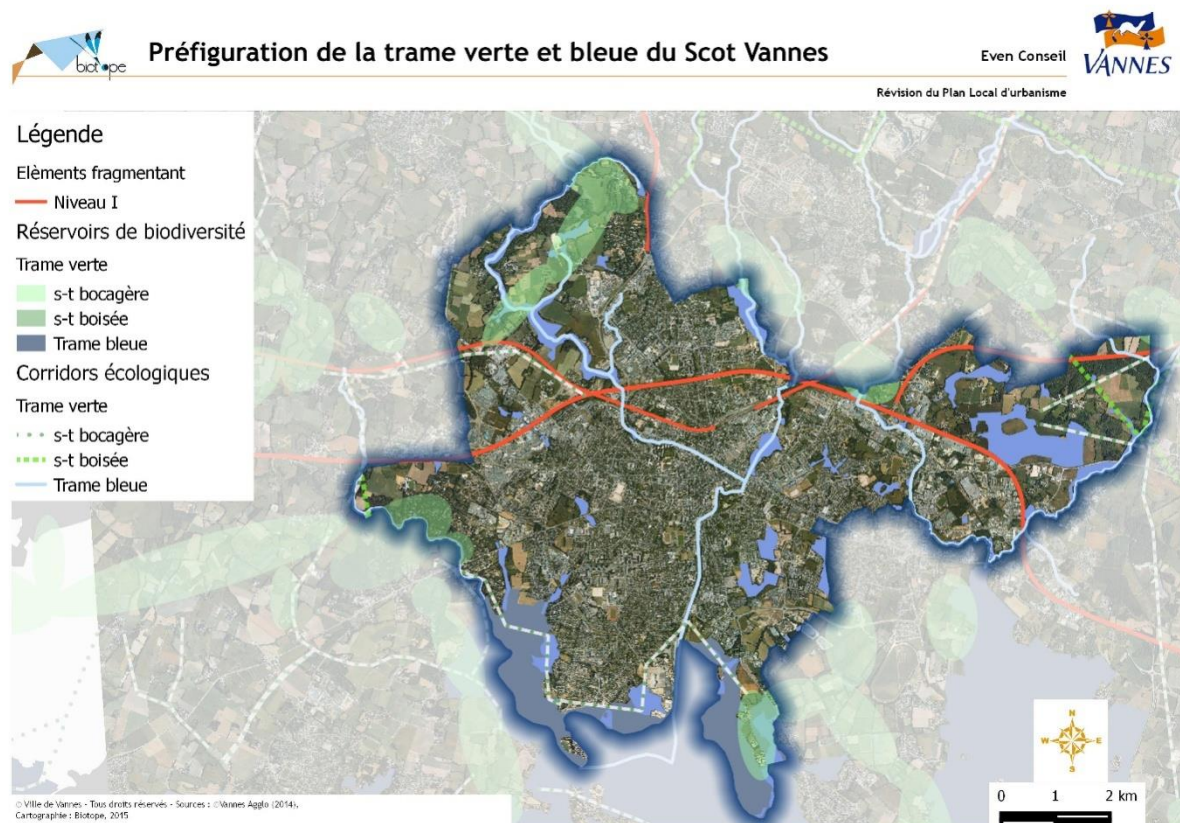 biotope
Préfiguration de la trame verte et bleue du Scot Vannes
Even Conseil
VANNES
Révision du Plan Local d'urbanisme
Légende
Elèments fragmentant
Niveau I
Réservoirs de biodiversité
Trame verte
s-t bocagère
s-t boisée
Trame bleue
Corridors écologiques
Trame verte
s-t bocagère
s-t boisée
Trame bleue
N
W E
S
0 1 2 km
© Ville de Vannes - Tous droits réservés - Sources : ©Vannes Agglo (2014),
Cartographie : Biotope, 2015